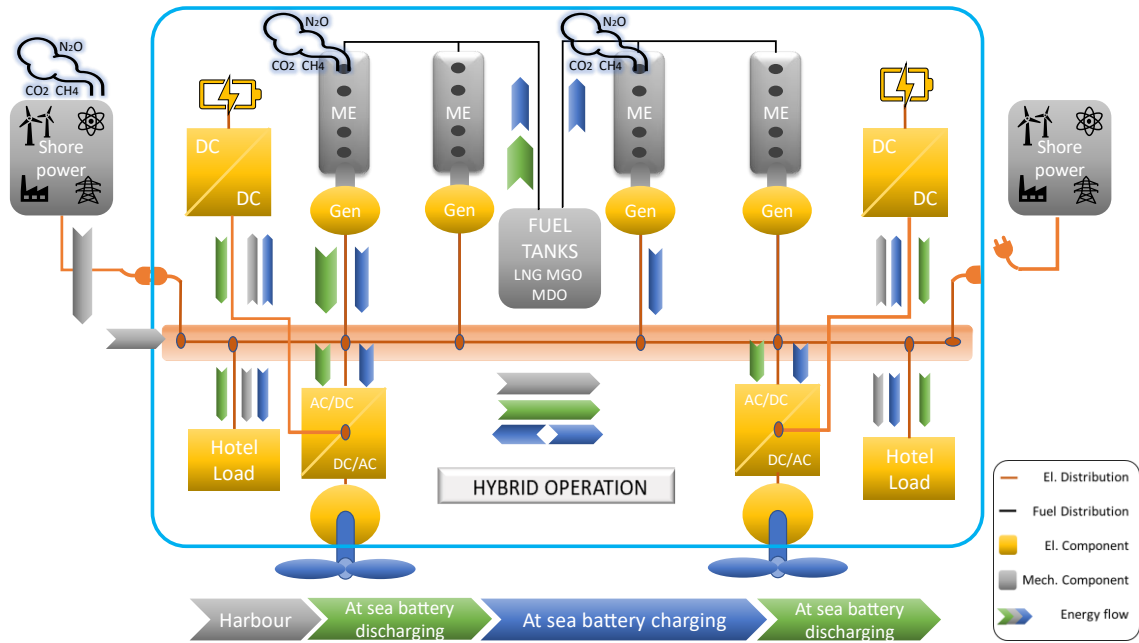 N2O
CO2 CH4
Shore
power
DC
DC
N2O
CO2 CH4
ME
Gen
ME
Gen
FUEL
TANKS
LNG MGO
MDO
N2O
CO2 CH4
ME
Gen
ME
Gen
DC
DC
Shore
power
Hotel
Load
AC/DC
DC/AC
HYBRID OPERATION
AC/DC
DC/AC
Hotel
Load
El. Distribution
Fuel Distribution
El. Component
Mech. Component
Energy flow
Harbour
At sea battery
discharging
At sea battery charging
At sea battery
discharging